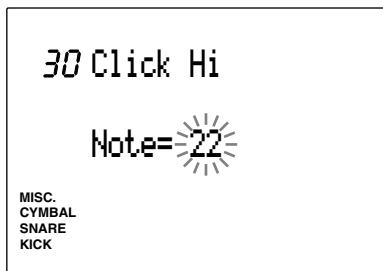 30 Click Hi
Note=22
MISC.
CYMBAL
SNARE
KICK